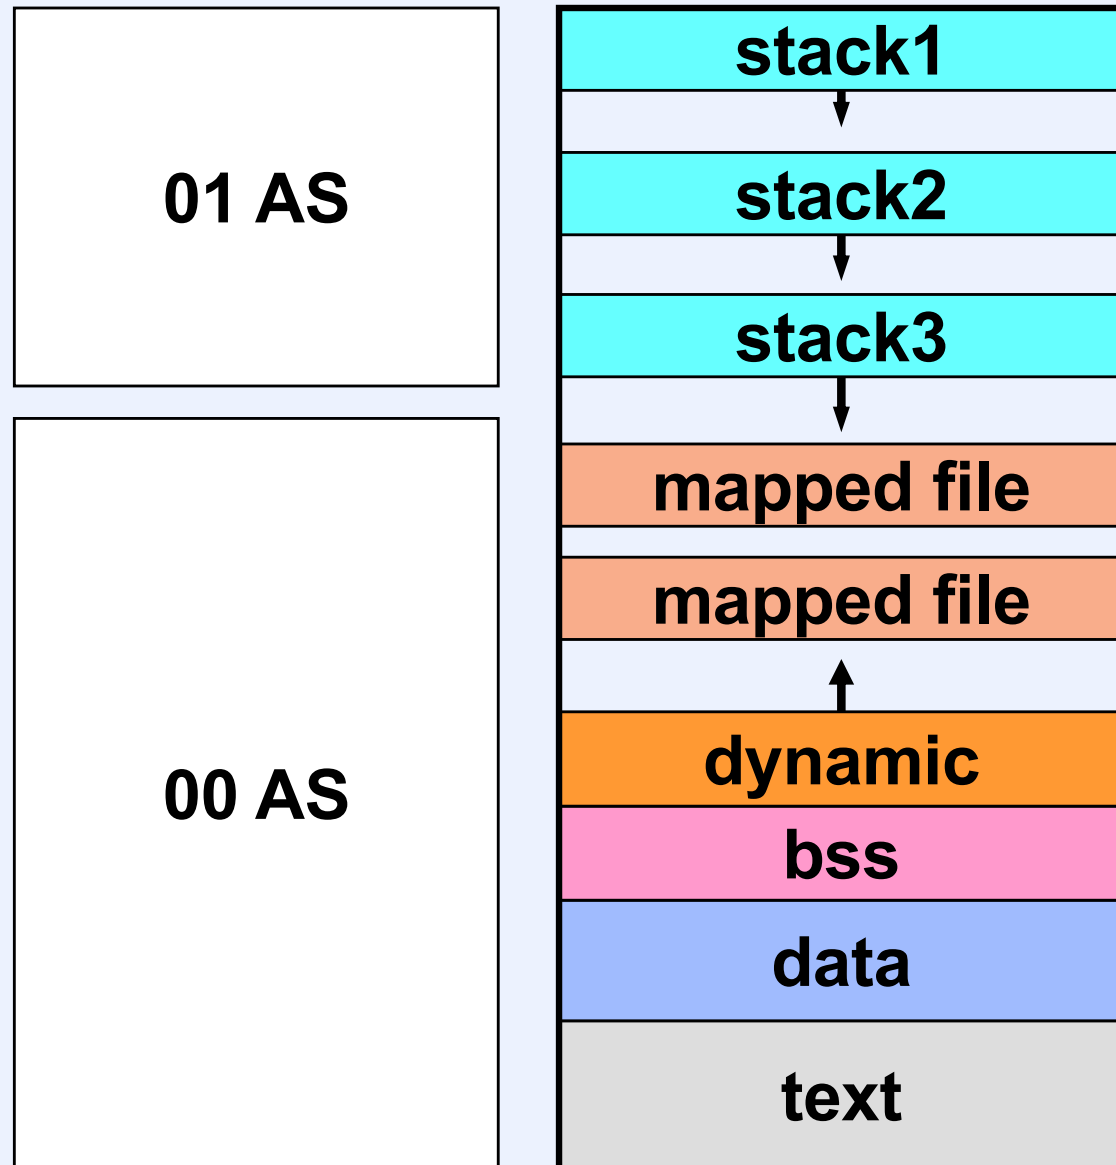 01 AS
00 AS
stack1
stack2
stack3
mapped file
mapped file
dynamic
bss
data
text